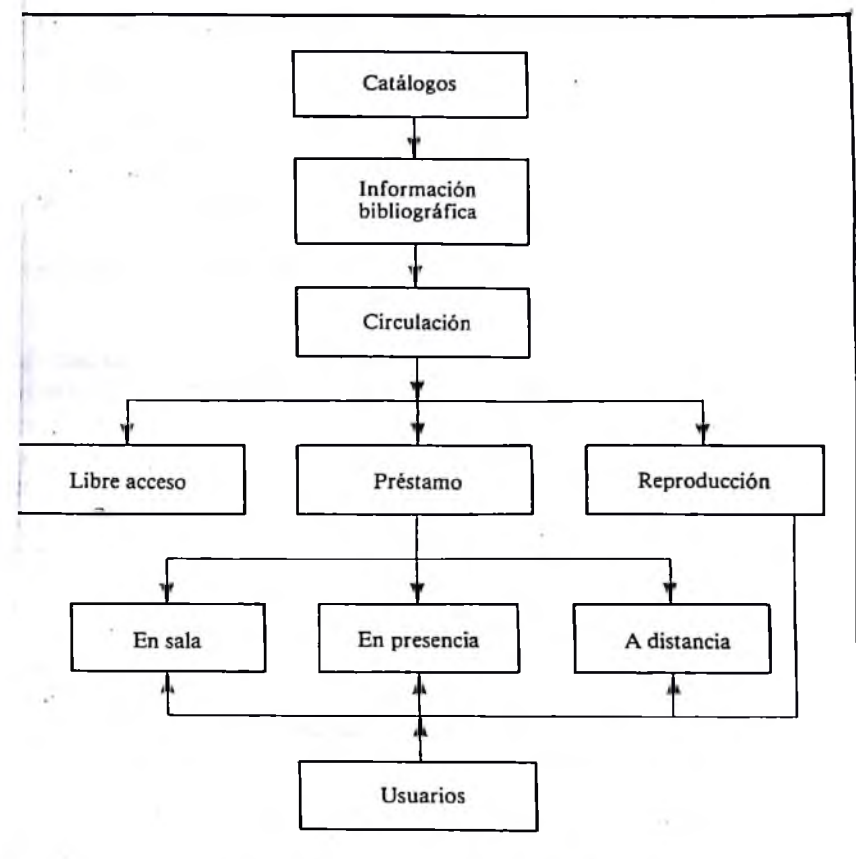 Catálogos
Información
bibliográfica
Circulación
Libre acceso
Préstamo
Reproducción
En sala
En presencia
A distancia
Usuarios